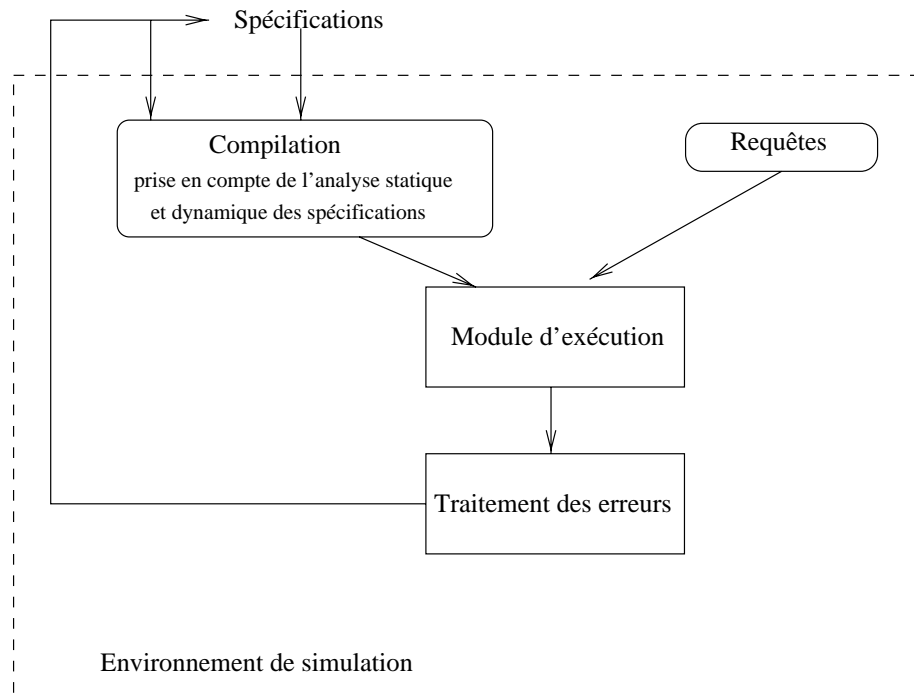 Spécifications
Compilation
prise en compte de l'analyse statique
et dynamique des spécifications
Requêtes
Module d'exécution
Traitement des erreurs
Environnement de simulation